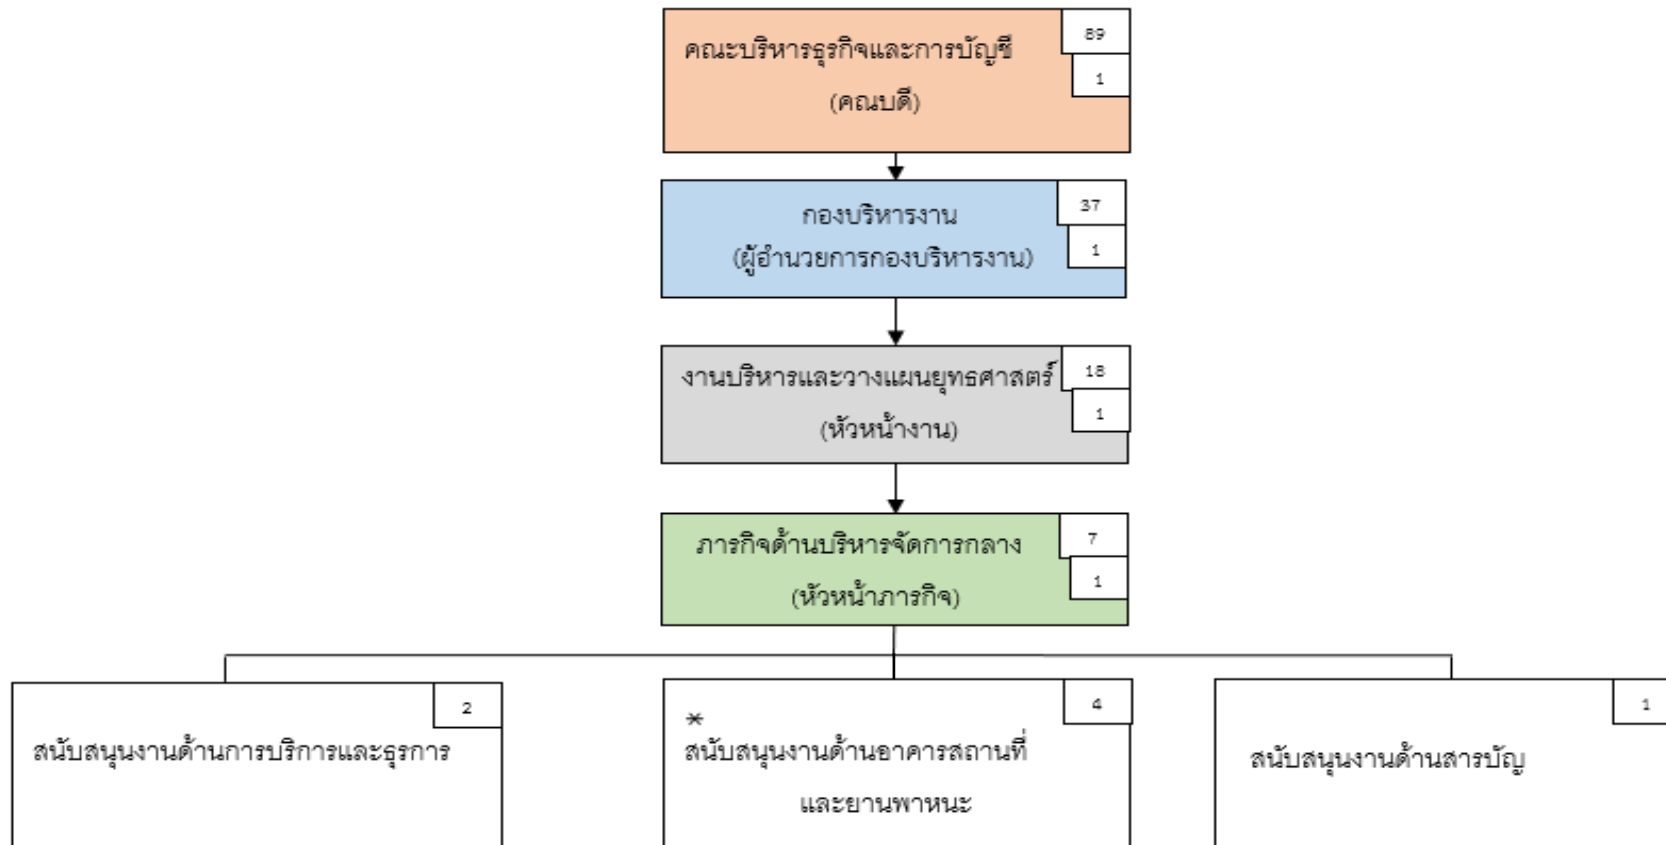 คณะบริหารธุรกิจและการบัญชี
(คณบดี)
89
1
กองบริหารงาน
(ผู้อำนวยการกองบริหารงาน)
37
1
งานบริหารและวางแผนยุทธศาสตร์
(หัวหน้างาน)
18
1
ภารกิจด้านบริหารจัดการกลาง
(หัวหน้าภารกิจ)
7
1
2
สนับสนุนงานด้านการบริการและธุรการ
4
*
สนับสนุนงานด้านอาคารสถานที่
และยานพาหนะ
1
สนับสนุนงานด้านสารบัญ